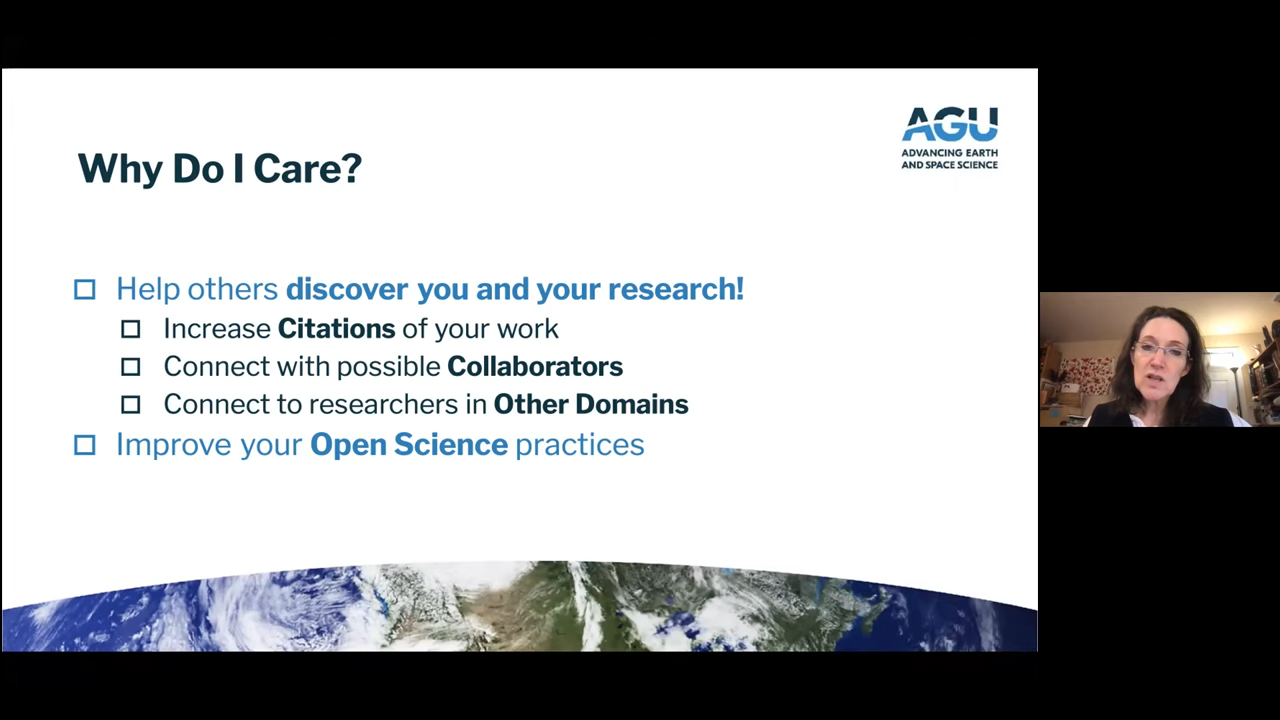 AGU
ADVANCING EARTH
AND SPACE SCIENCE
Why Do I Care?
Help others discover you and your research!
Increase Citations of your work
Connect with possible Collaborators
Connect to researchers in Other Domains
Improve your Open Science practices